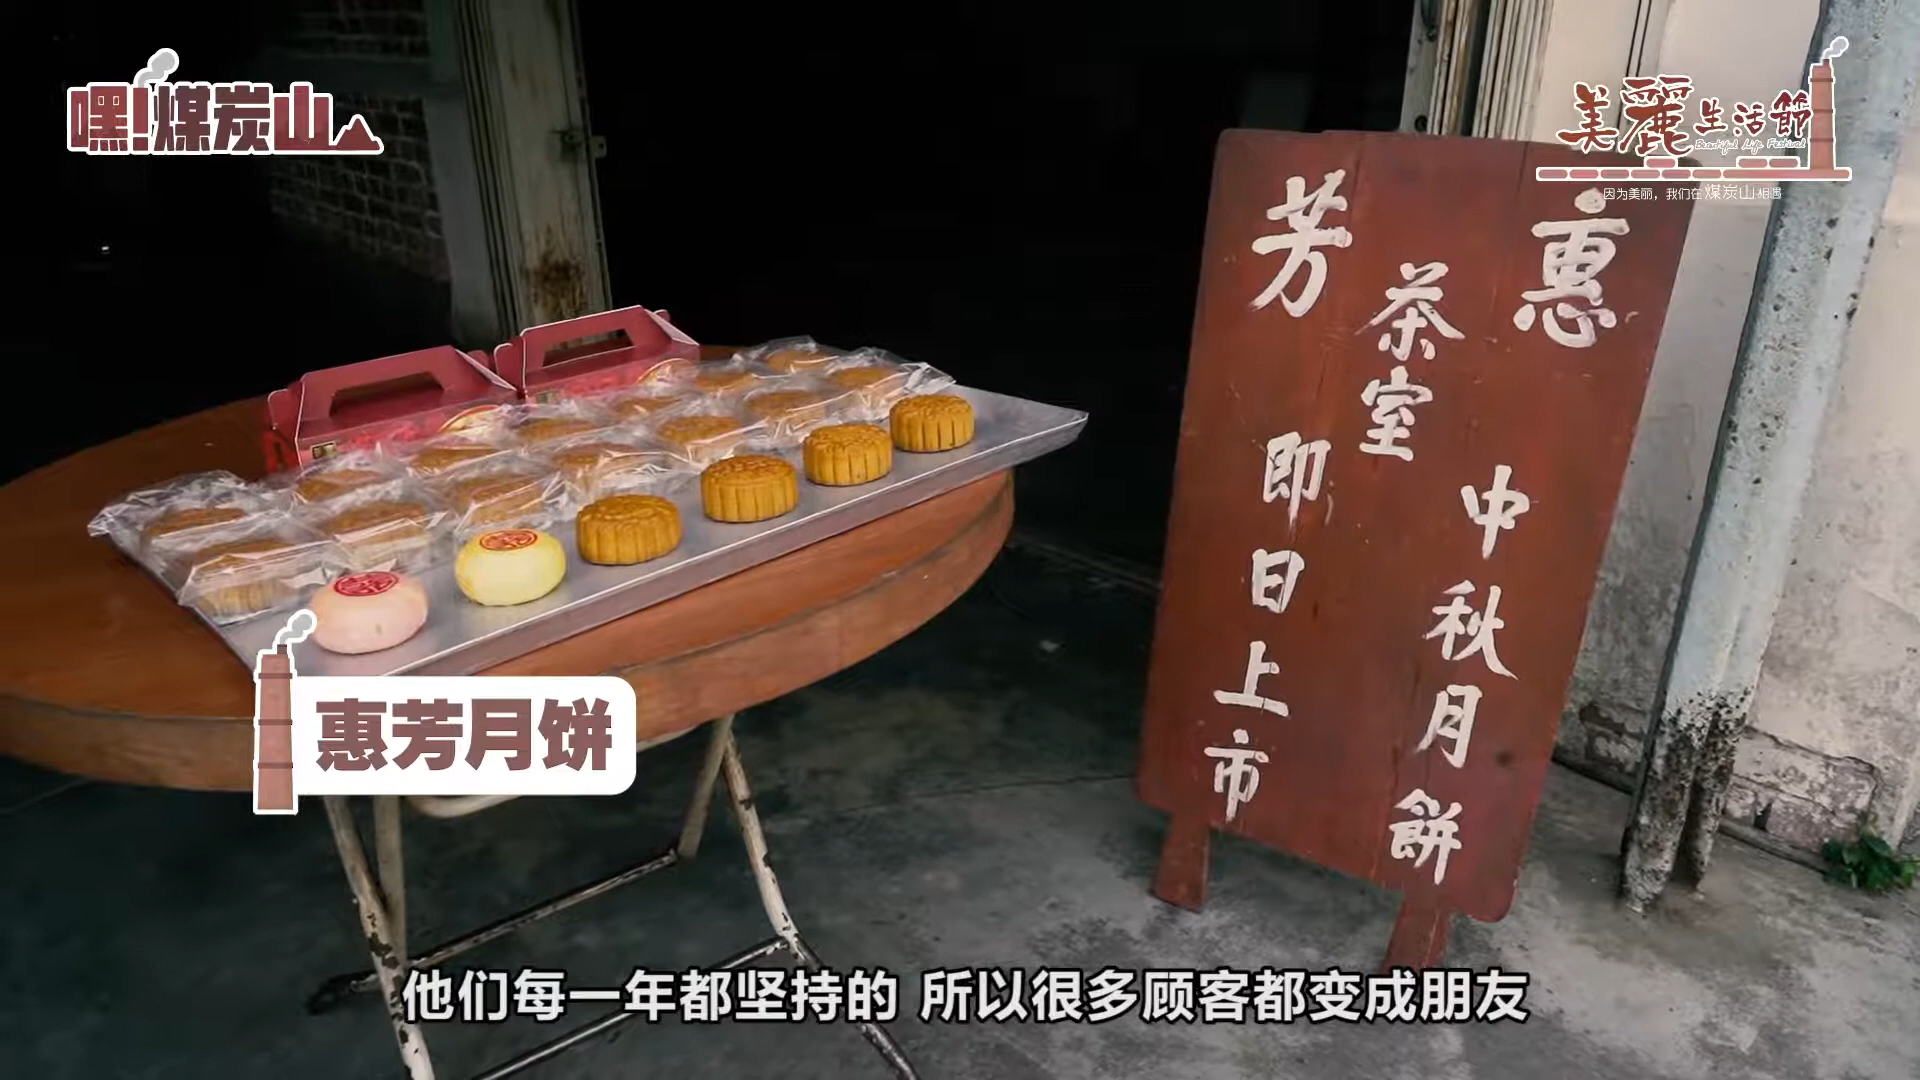 嘿!煤炭山
美麗生活節
Beautiful Life Festival
因为美丽，我们在煤炭山相遇
惠芳
茶室
中秋月餅
即日上市
惠芳月饼
他们每一年都坚持的 所以很多顾客都变成朋友